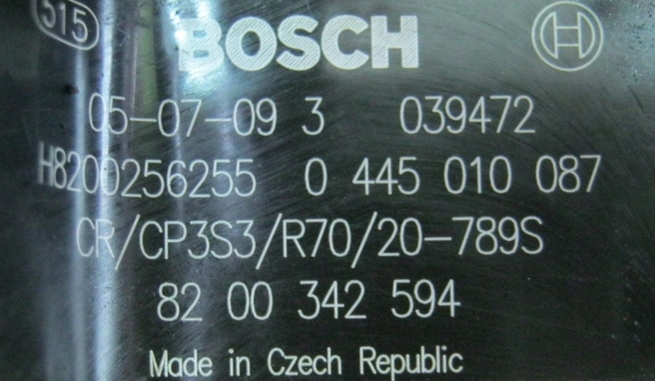 515 BOSCH H
05-07-09 3 039472
H8200256255 0 445 010 087
CR/CP3S3/R70/20-789S
82 00 342 594
Made in Czech Republic